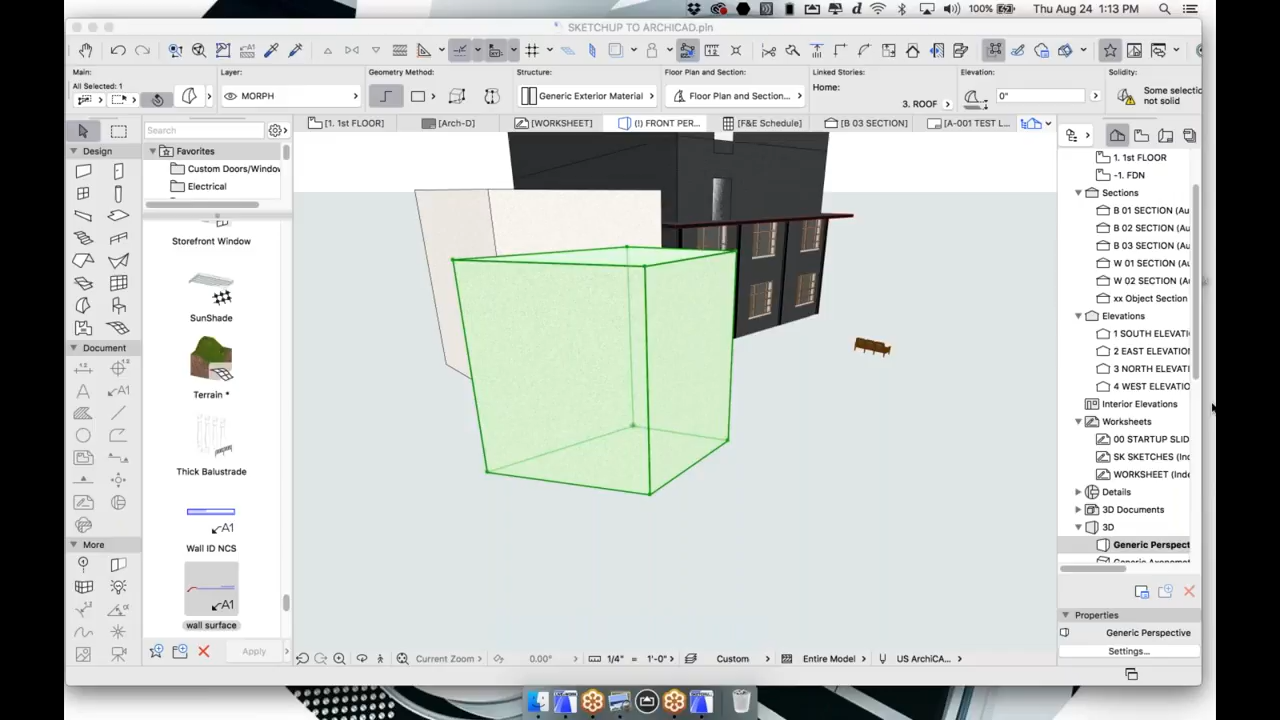 100%
Thu Aug 24 1:13 PM
SKETCHUP TO ARCHICAD.pln
Main:
All Selected: 1
Layer:
MORPH
Geometry Method:
Structure:
Generic Exterior Material
Floor Plan and Section:
Floor Plan and Section...
Linked Stories:
Home:
3. ROOF
Elevation:
0°
Solidity:
Some selection
not solid
Search
[1. 1st FLOOR]
[Arch-D]
[WORKSHEET]
(!) FRONT PER...
[F&E Schedule]
[B 03 SECTION]
[A-001 TEST L...
Design
Document
More
Favorites
Custom Doors/Window
Electrical
Storefront Window
SunShade
Terrain *
Thick Balustrade
A1
Wall ID NCS
A1
wall surface
Apply
1. 1st FLOOR
-1. FDN
Sections
B 01 SECTION (Au
B 02 SECTION (Au
B 03 SECTION (Au
W 01 SECTION (Au
W 02 SECTION (Au
xx Object Section
Elevations
1 SOUTH ELEVATI
2 EAST ELEVATIO
3 NORTH ELEVATI
4 WEST ELEVATIO
Interior Elevations
Worksheets
00 STARTUP SLID
SK SKETCHES (Ind
WORKSHEET (Inde
Details
3D Documents
3D
Generic Perspect
Generic Axonomet
Properties
Generic Perspective
Settings...
Current Zoom
0.00°
1/4" = 1'-0"
Custom
Entire Model
US ArchiCA...